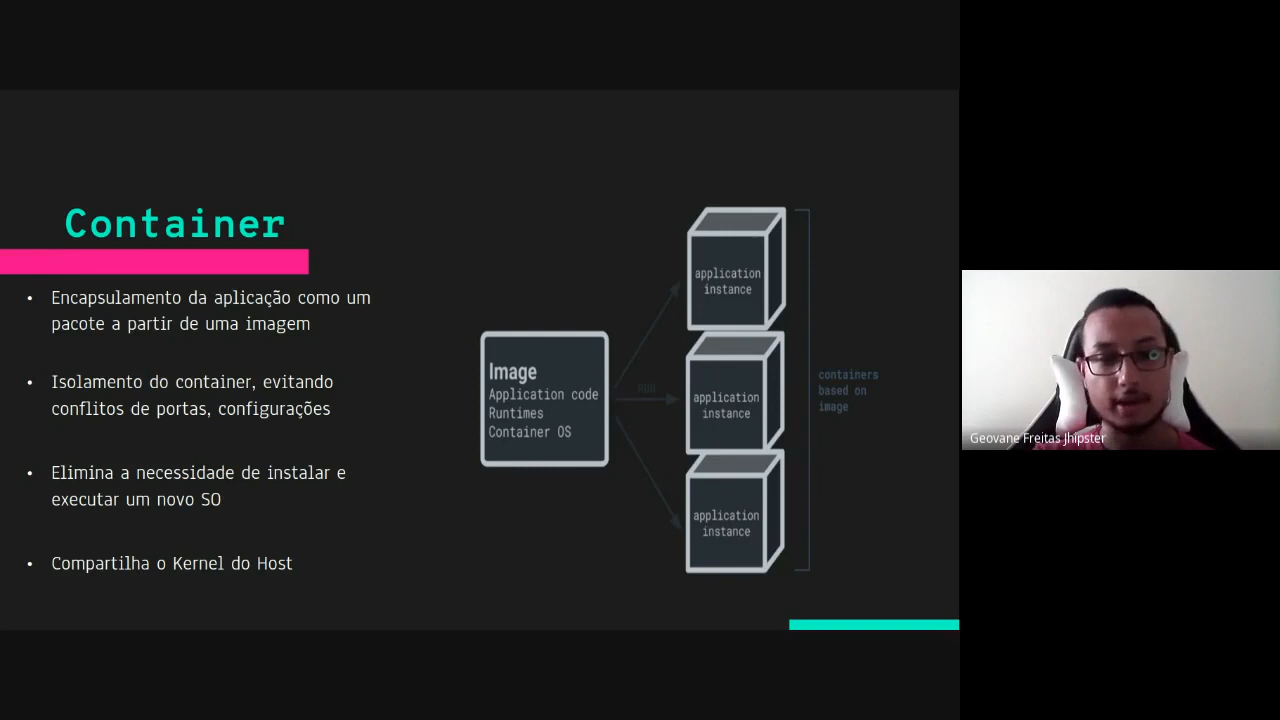 Container
• Encapsulamento da aplicação como um
pacote a partir de uma imagem
• Isolamento do container, evitando
conflitos de portas, configurações
• Elimina a necessidade de instalar e
executar um novo SO
• Compartilha o Kernel do Host
Image
Application code
Runtimes
Container OS
RUN
application
instance
application
instance
application
instance
containers
based on
image
Geovane Freitas Jhipster